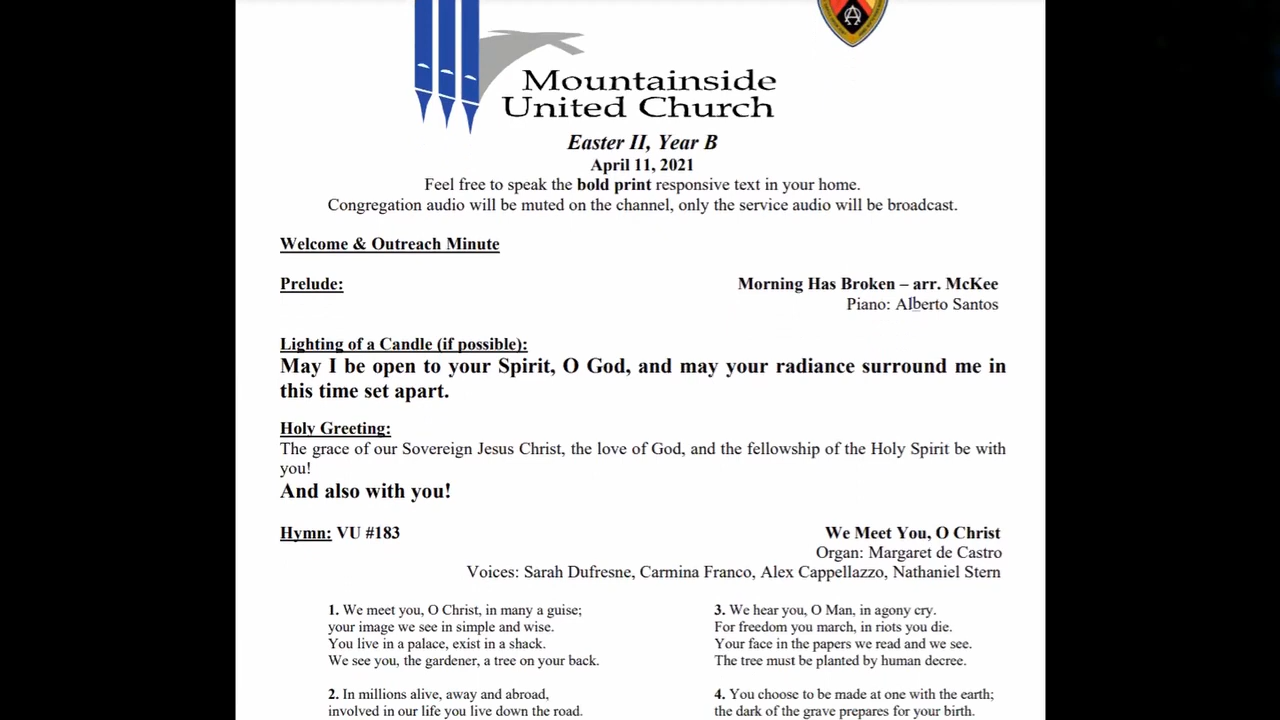 Mountainside
United Church
Easter II, Year B
April 11, 2021
Feel free to speak the bold print responsive text in your home.
Congregation audio will be muted on the channel, only the service audio will be broadcast.
Welcome & Outreach Minute
Prelude: Morning Has Broken – arr. McKee
Piano: Alberto Santos
Lighting of a Candle (if possible):
May I be open to your Spirit, O God, and may your radiance surround me in
this time set apart.
Holy Greeting:
The grace of our Sovereign Jesus Christ, the love of God, and the fellowship of the Holy Spirit be with
you!
And also with you!
Hymn: VU #183 We Meet You, O Christ
Organ: Margaret de Castro
Voices: Sarah Dufresne, Carmina Franco, Alex Cappellazzo, Nathaniel Stern
1. We meet you, O Christ, in many a guise;
your image we see in simple and wise.
You live in a palace, exist in a shack.
We see you, the gardener, a tree on your back.
2. In millions alive, away and abroad,
involved in our life you live down the road.
3. We hear you, O Man, in agony cry.
For freedom you march, in riots you die.
Your face in the papers we read and we see.
The tree must be planted by human decree.
4. You choose to be made at one with the earth;
the dark of the grave prepares for your birth.